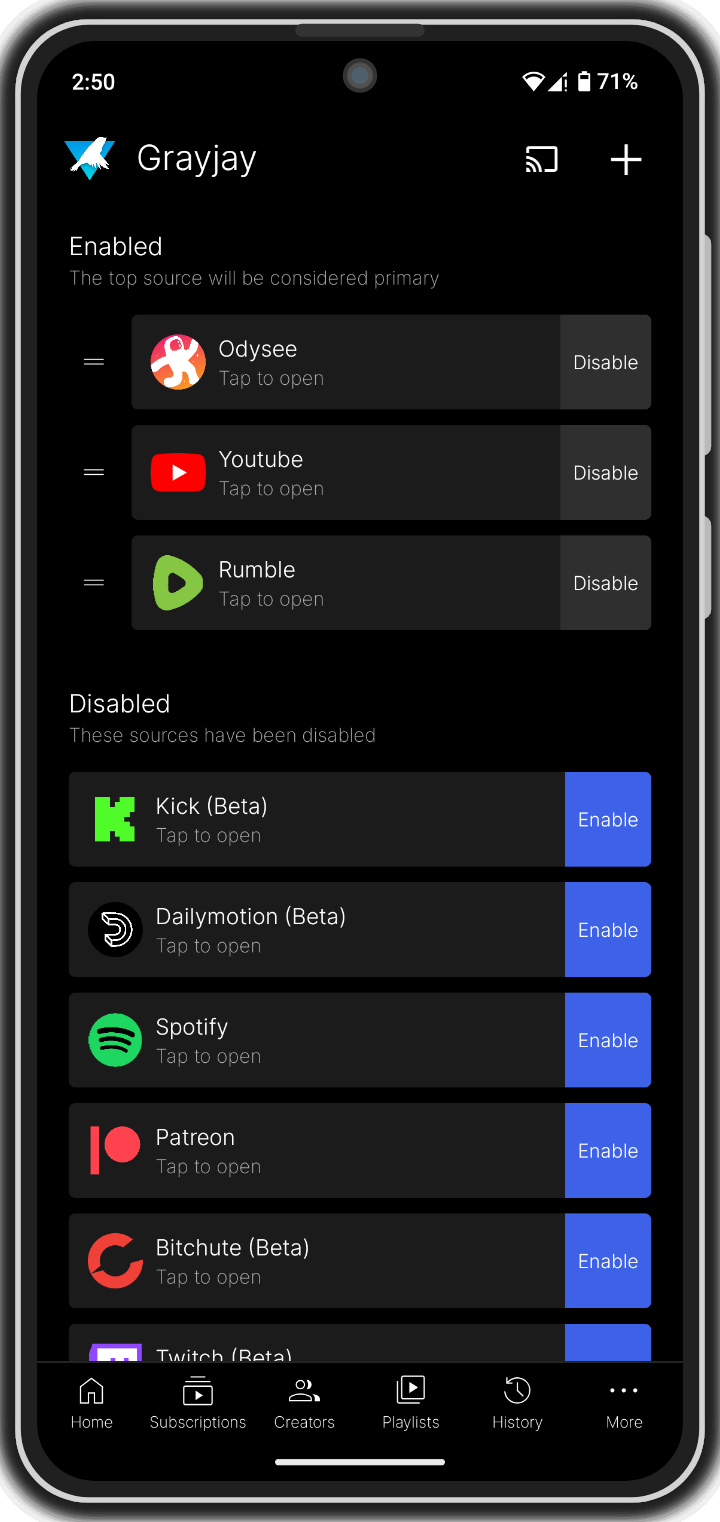 2:50
71%
Grayjay
Enabled
The top source will be considered primary
Odysee
Tap to open
Disable
Youtube
Tap to open
Disable
Rumble
Tap to open
Disable
Disabled
These sources have been disabled
Kick (Beta)
Tap to open
Enable
Dailymotion (Beta)
Tap to open
Enable
Spotify
Tap to open
Enable
Patreon
Tap to open
Enable
Bitchute (Beta)
Tap to open
Enable
Twitch (Beta)
Home
Subscriptions
Creators
Playlists
History
More